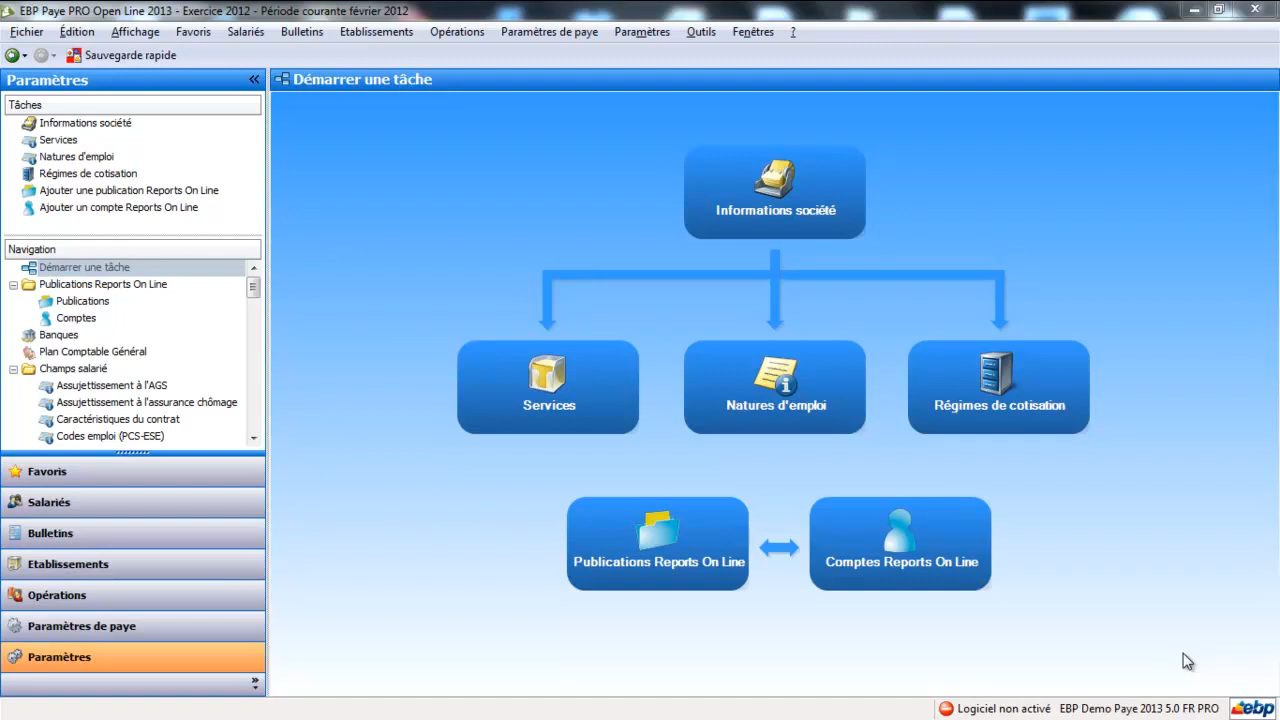 EBP Paye PRO Open Line 2013 - Exercice 2012 - Période courante février 2012
Fichier Édition Affichage Favoris Salariés Bulletins Etablissements Opérations Paramètres de paye Paramètres Outils Fenêtres ?
Sauvegarde rapide
Paramètres
Démarrer une tâche
Tâches
Informations société
Services
Natures d'emploi
Régimes de cotisation
Ajouter une publication Reports On Line
Ajouter un compte Reports On Line
Navigation
Démarrer une tâche
Publications Reports On Line
Publications
Comptes
Banques
Plan Comptable Général
Champs salarié
Assujettissement à l'AGS
Assujettissement à l'assurance chômage
Caractéristiques du contrat
Codes emploi (PCS-ESE)
Favoris
Salariés
Bulletins
Etablissements
Opérations
Paramètres de paye
Paramètres
Informations société
Services
Natures d'emploi
Régimes de cotisation
Publications Reports On Line
Comptes Reports On Line
Logiciel non activé EBP Demo Paye 2013 5.0 FR PRO ebp